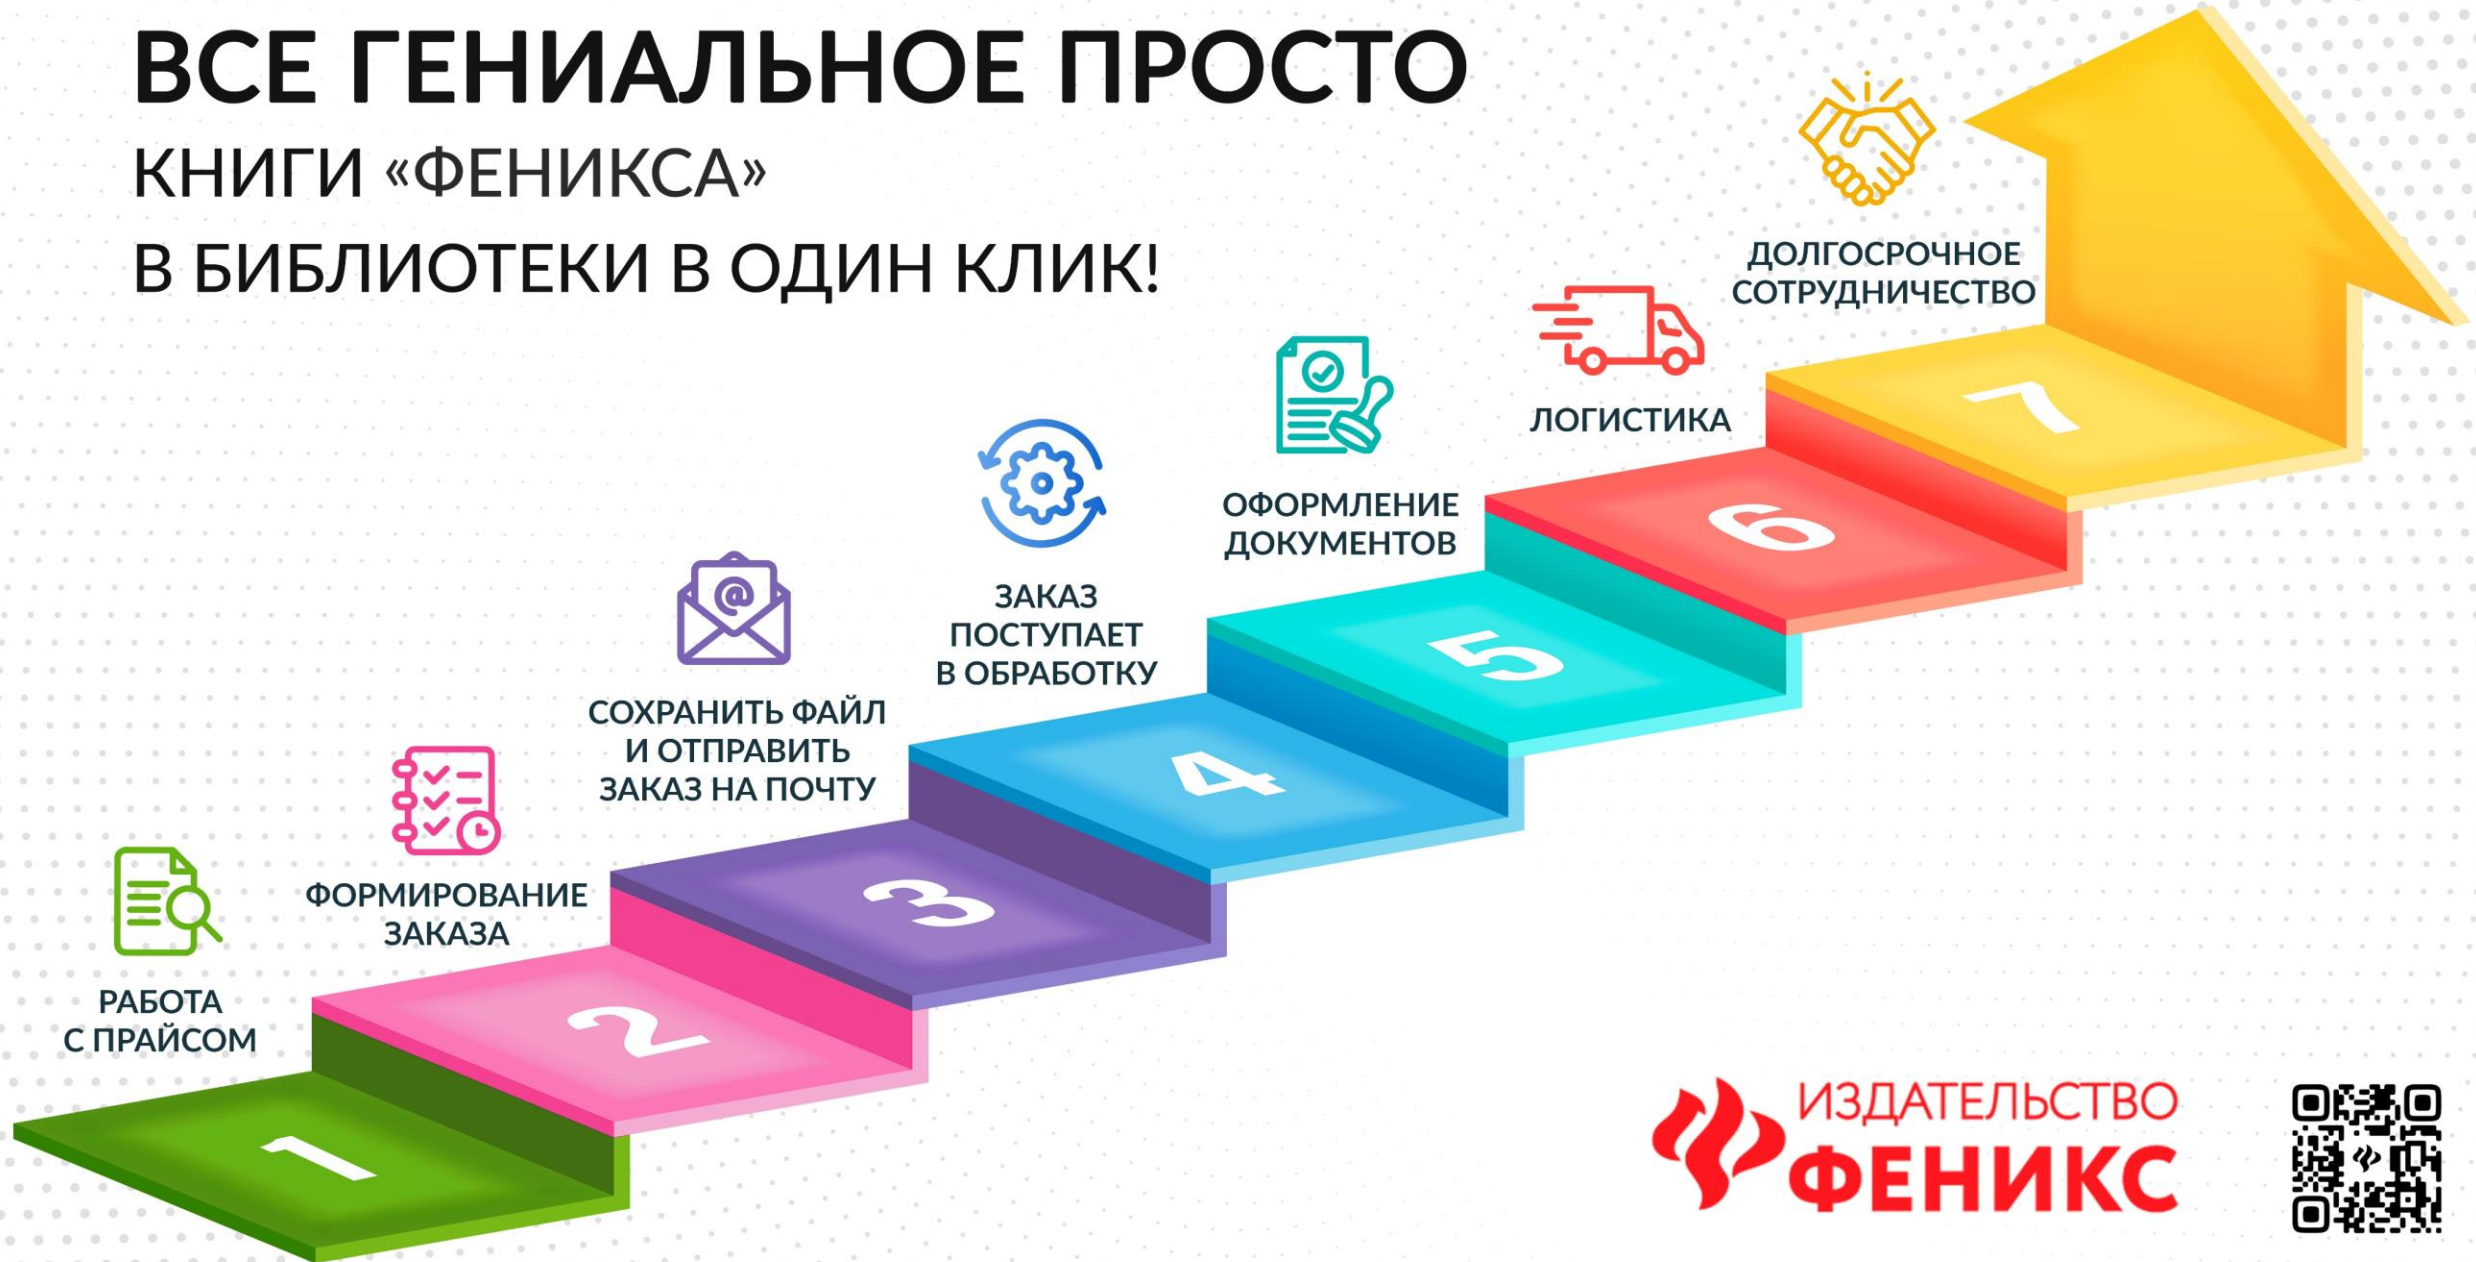 ВСЕ ГЕНИАЛЬНОЕ ПРОСТО
КНИГИ «ФЕНИКСА»
В БИБЛИОТЕКИ В ОДИН КЛИК!
РАБОТА
С ПРАЙСОМ
1
ФОРМИРОВАНИЕ
ЗАКАЗА
2
@
СОХРАНИТЬ ФАЙЛ
И ОТПРАВИТЬ
ЗАКАЗ НА ПОЧТУ
3
ЗАКАЗ
ПОСТУПАЕТ
В ОБРАБОТКУ
4
ОФОРМЛЕНИЕ
ДОКУМЕНТОВ
5
ЛОГИСТИКА
6
ДОЛГОСРОЧНОЕ
СОТРУДНИЧЕСТВО
7
ИЗДАТЕЛЬСТВО
ФЕНИКС